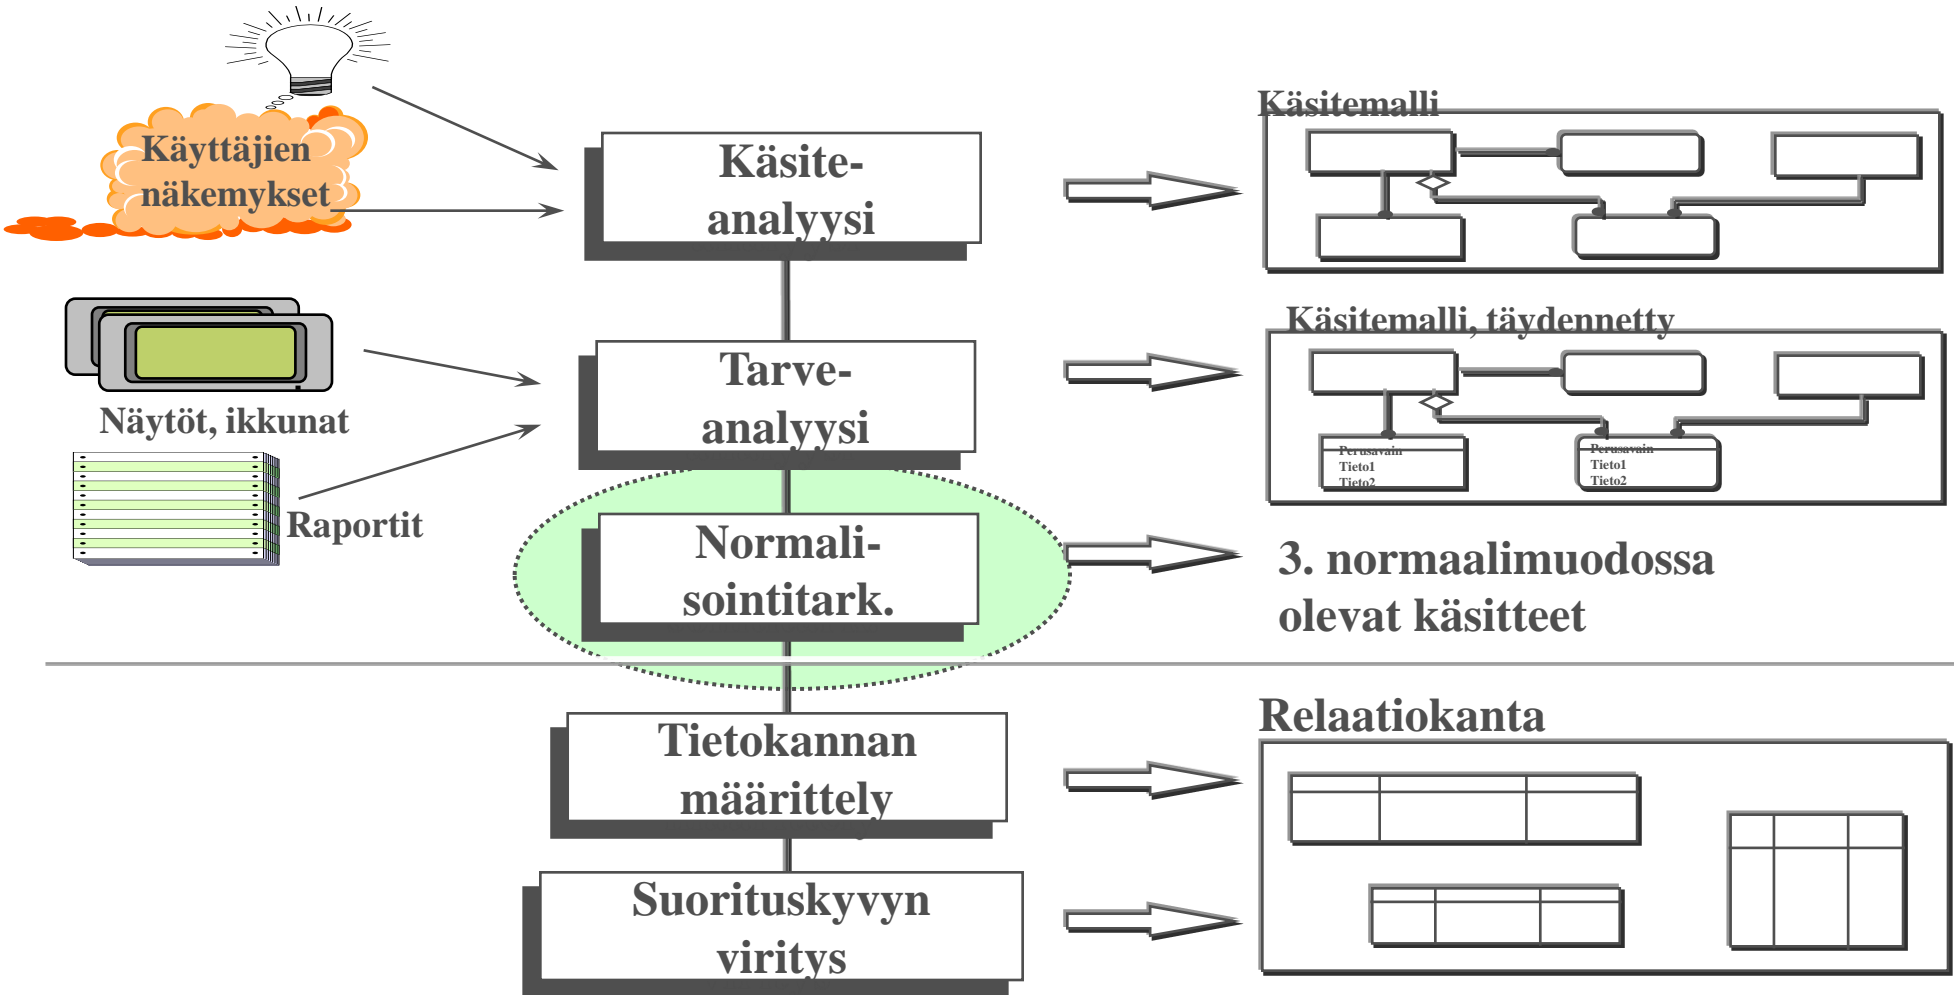 Käyttäjien
näkemykset
Näytöt, ikkunat
Raportit
Käsite-
analyysi
Tarve-
analyysi
Normali-
sointitark.
Tietokannan
määrittely
Suorituskyvyn
viritys
Käsitemalli
Käsitemalli, täydennetty
Perusavain
Tieto1
Tieto2
Perusavain
Tieto1
Tieto2
3. normaalimuodossa
olevat käsitteet
Relaatiokanta